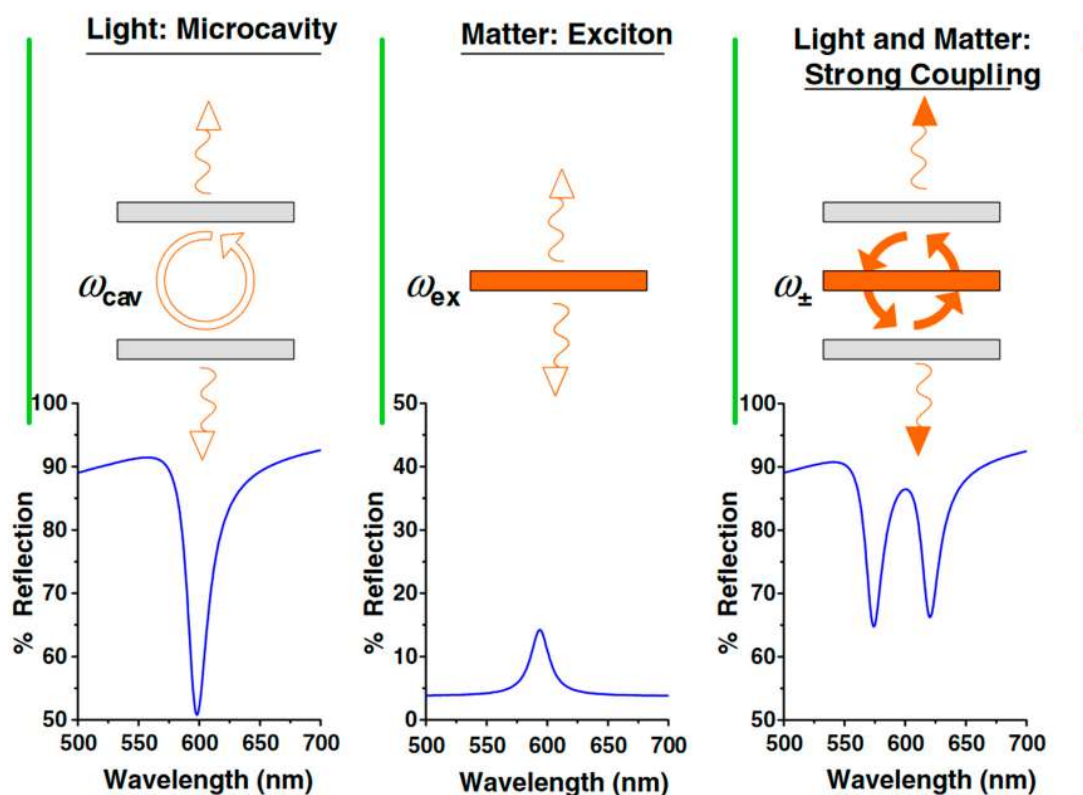 Light: Microcavity
Matter: Exciton
Light and Matter:
Strong Coupling
ωcav
ωex
ω±
100
90
80
70
60
50
% Reflection
500 550 600 650 700
Wavelength (nm)
50
40
30
20
10
0
% Reflection
500 550 600 650 700
Wavelength (nm)
100
90
80
70
60
50
% Reflection
500 550 600 650 700
Wavelength (nm)